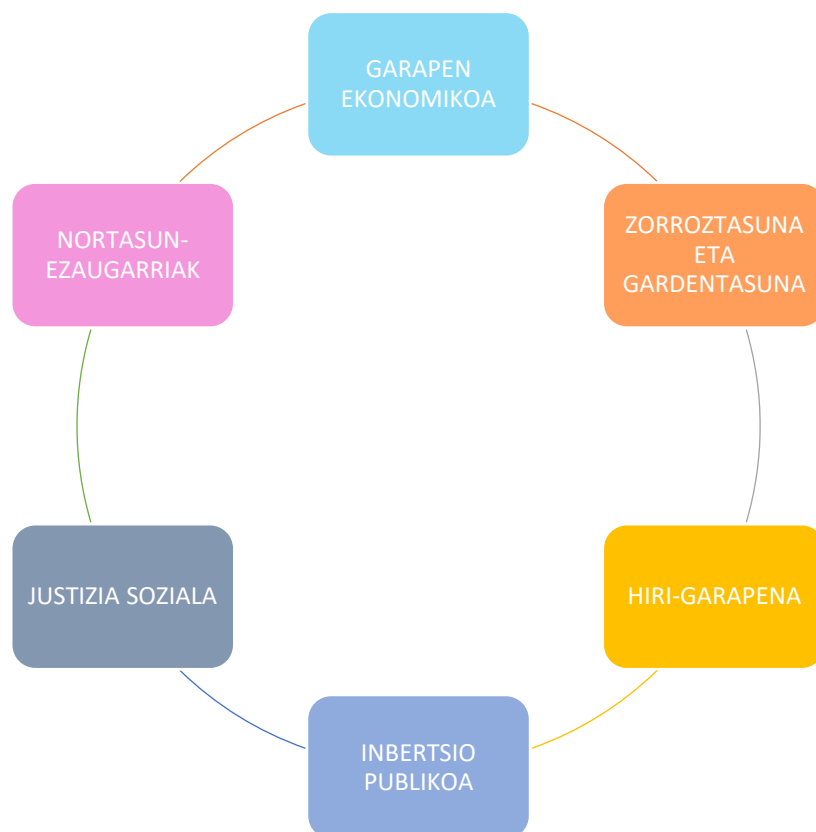 GARAPEN
EKONOMIKOA
ZORROZTASUNA
ETA
GARDENTASUNA
HIRI-GARAPENA
INBERTSIO
PUBLIKOA
JUSTIZIA SOZIALA
NORTASUN-
EZAUGARRIAK